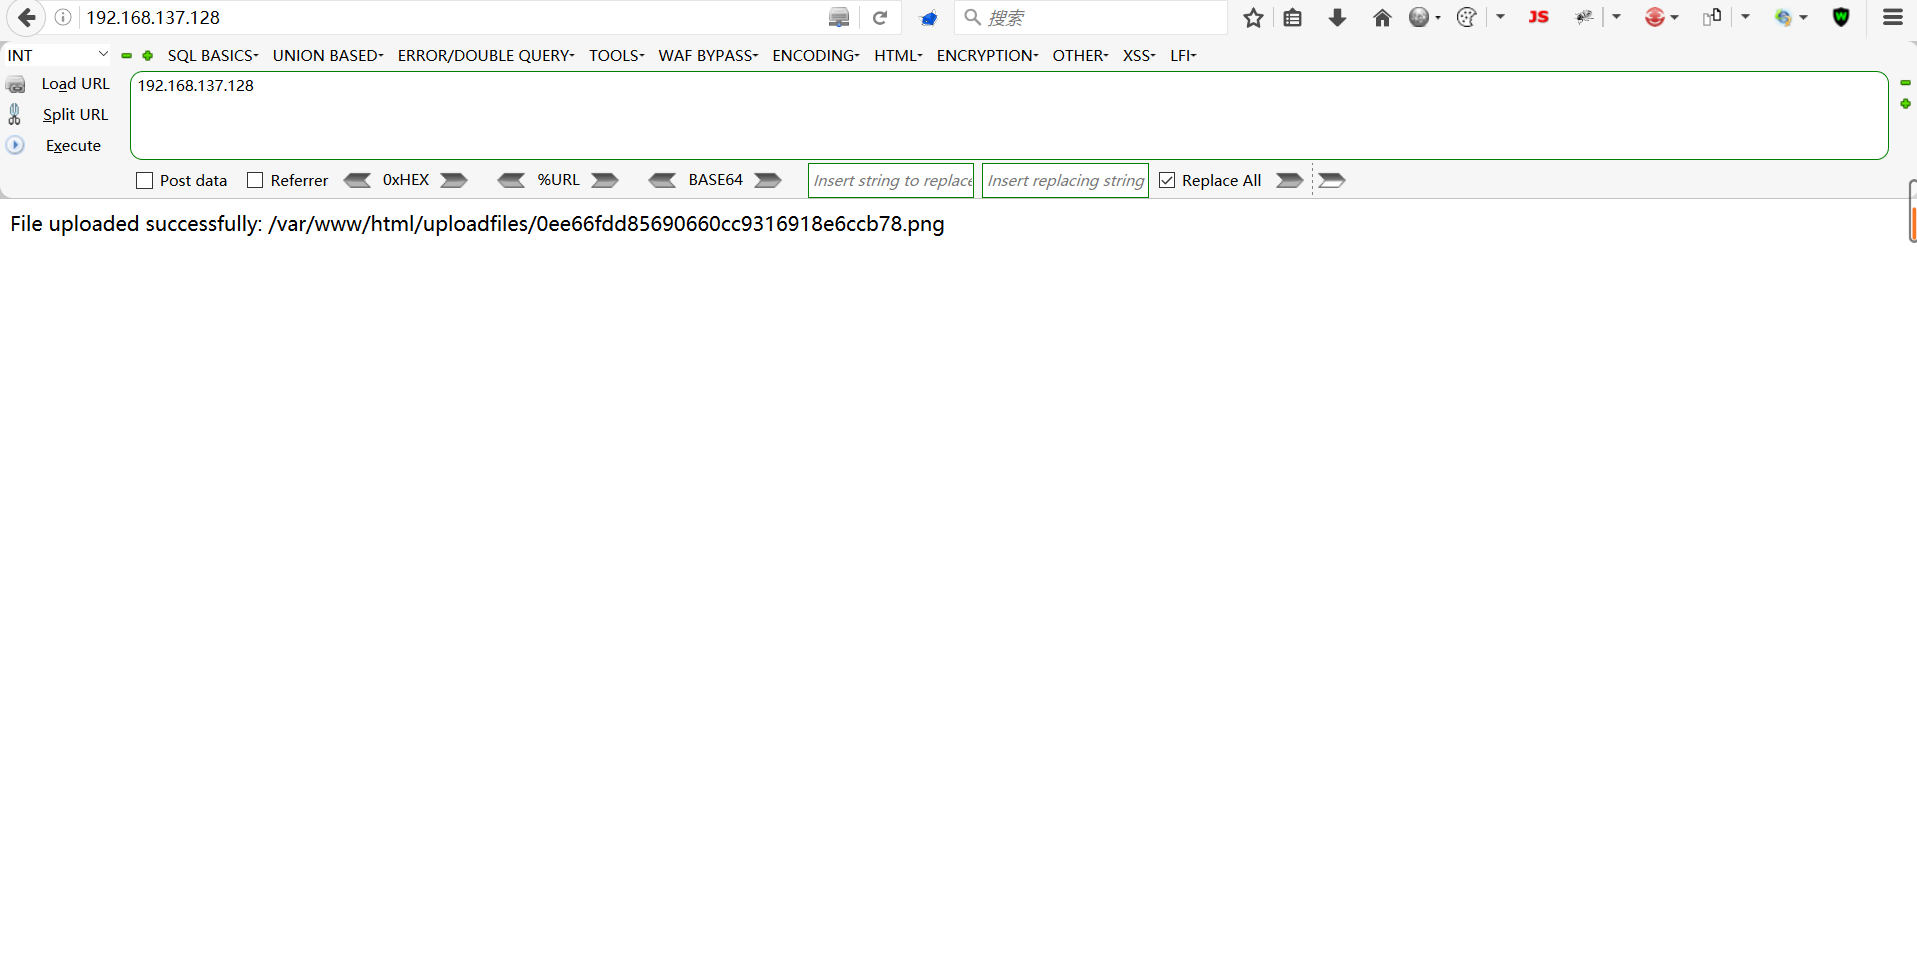 192.168.137.128 搜索 JS W
INT SQL BASICS UNION BASED ERROR/DOUBLE QUERY TOOLS WAF BYPASS ENCODING HTML ENCRYPTION OTHER XSS LFI
Load URL 192.168.137.128
Split URL
Execute
Post data Referrer 0xHEX %URL BASE64 Insert string to replace Insert replacing string Replace All
File uploaded successfully: /var/www/html/uploadfiles/0ee66fdd85690660cc9316918e6ccb78.png